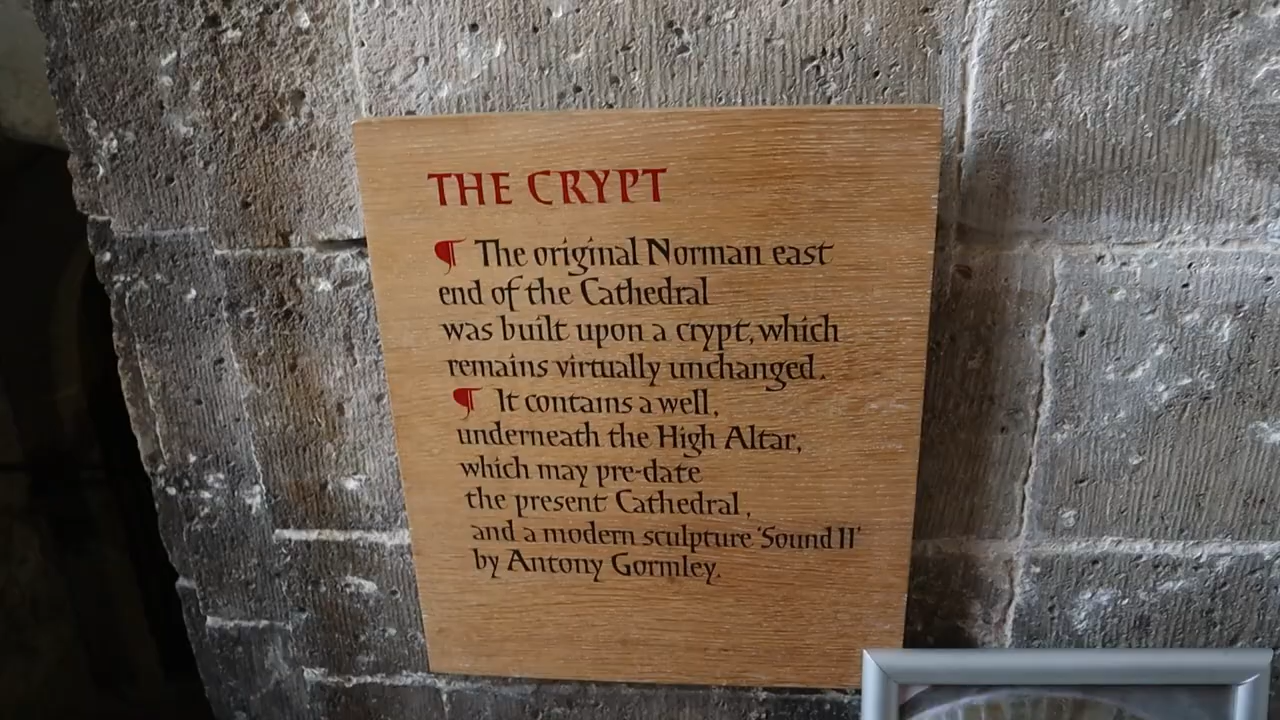 THE CRYPT
¶ The original Norman east
end of the Cathedral
was built upon a crypt, which
remains virtually unchanged.
¶ It contains a well,
underneath the High Altar,
which may pre-date
the present Cathedral,
and a modern sculpture 'Sound II'
by Antony Gormley.